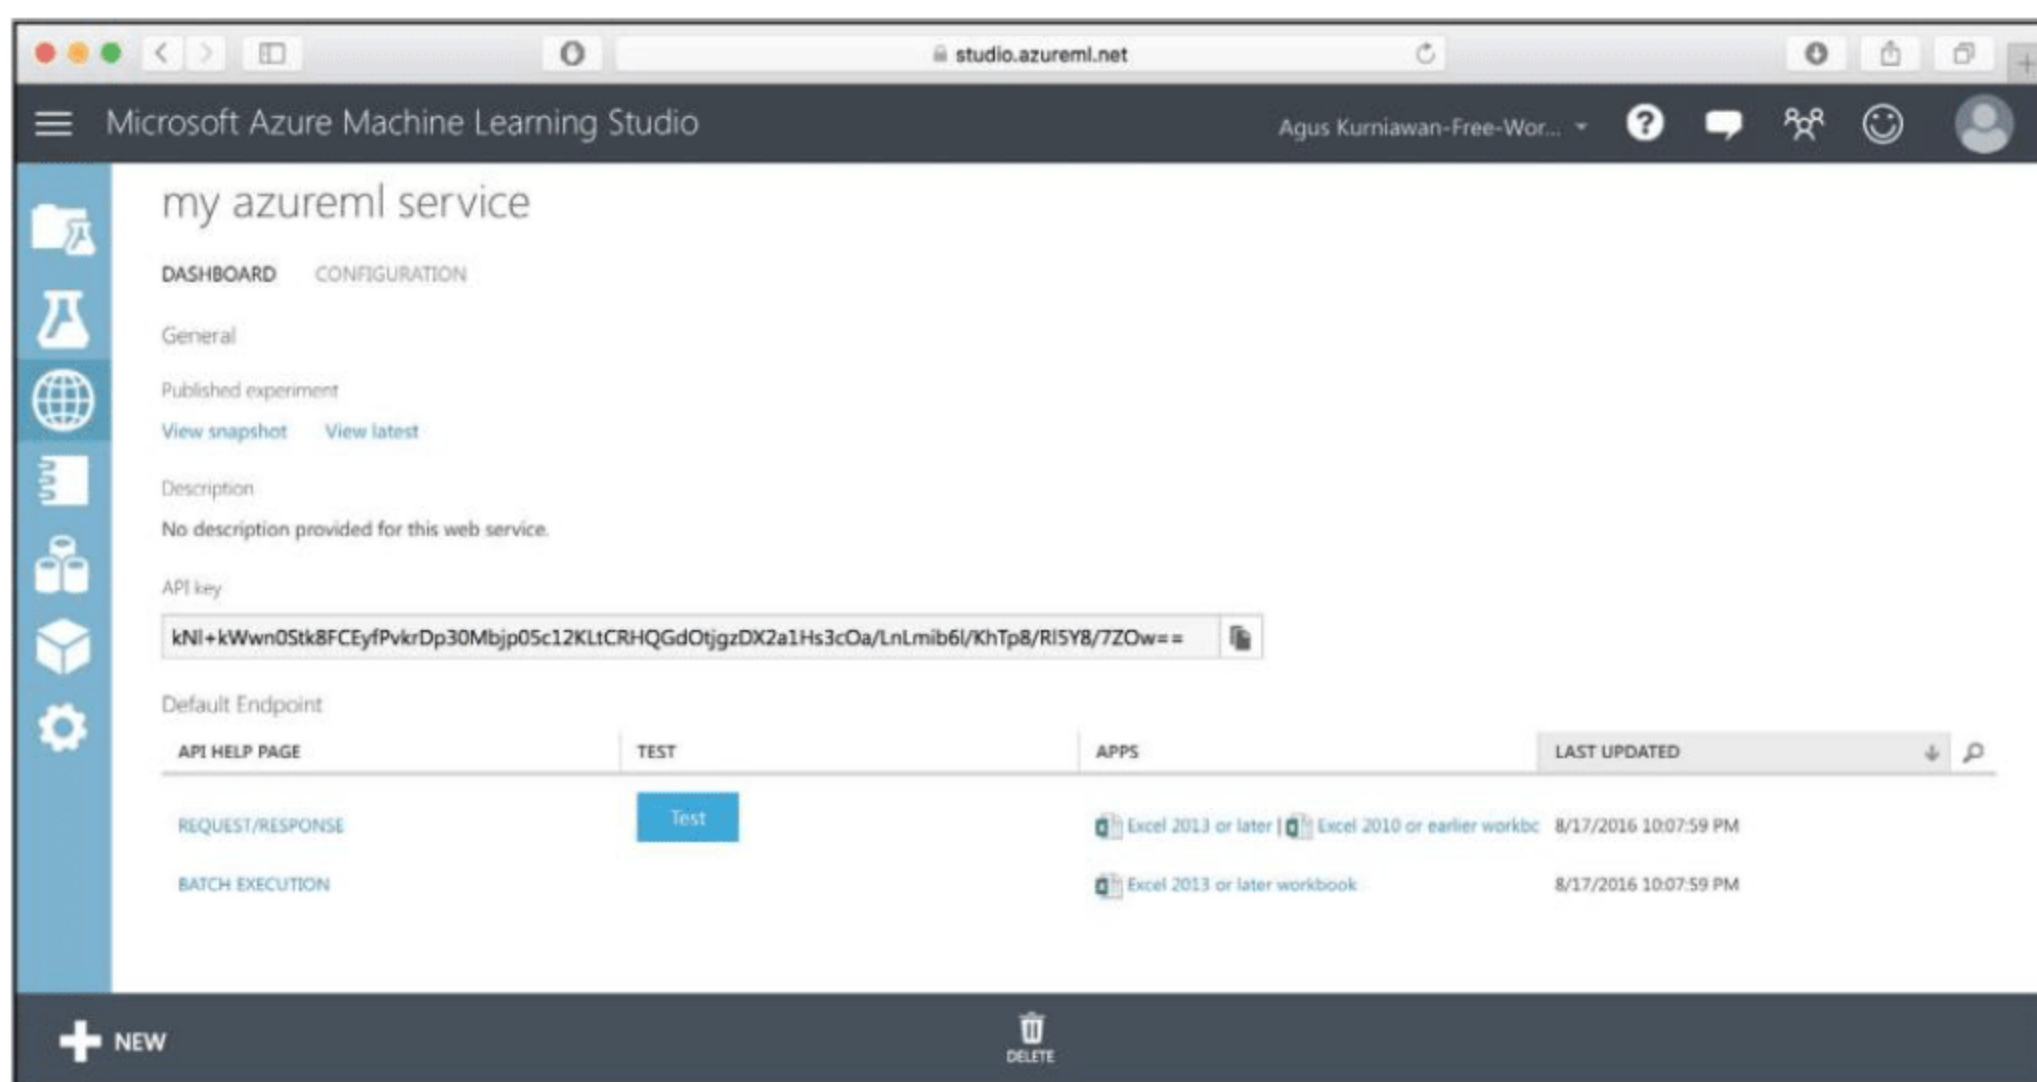 studio.azureml.net
Microsoft Azure Machine Learning Studio
Agus Kurniawan-Free-Wor...
my azureml service
DASHBOARD CONFIGURATION
General
Published experiment
View snapshot View latest
Description
No description provided for this web service.
API key
kNl+kWwn0Stk8FCEyfPvkrDp30Mbjp05c12KLtCRHQGdOtjgzDX2a1Hs3cOa/LnLmib6l/KhTp8/Rl5Y8/7ZOw==
Default Endpoint
API HELP PAGE TEST APPS LAST UPDATED
REQUEST/RESPONSE Test Excel 2013 or later | Excel 2010 or earlier workbc 8/17/2016 10:07:59 PM
BATCH EXECUTION Excel 2013 or later workbook 8/17/2016 10:07:59 PM
NEW
DELETE